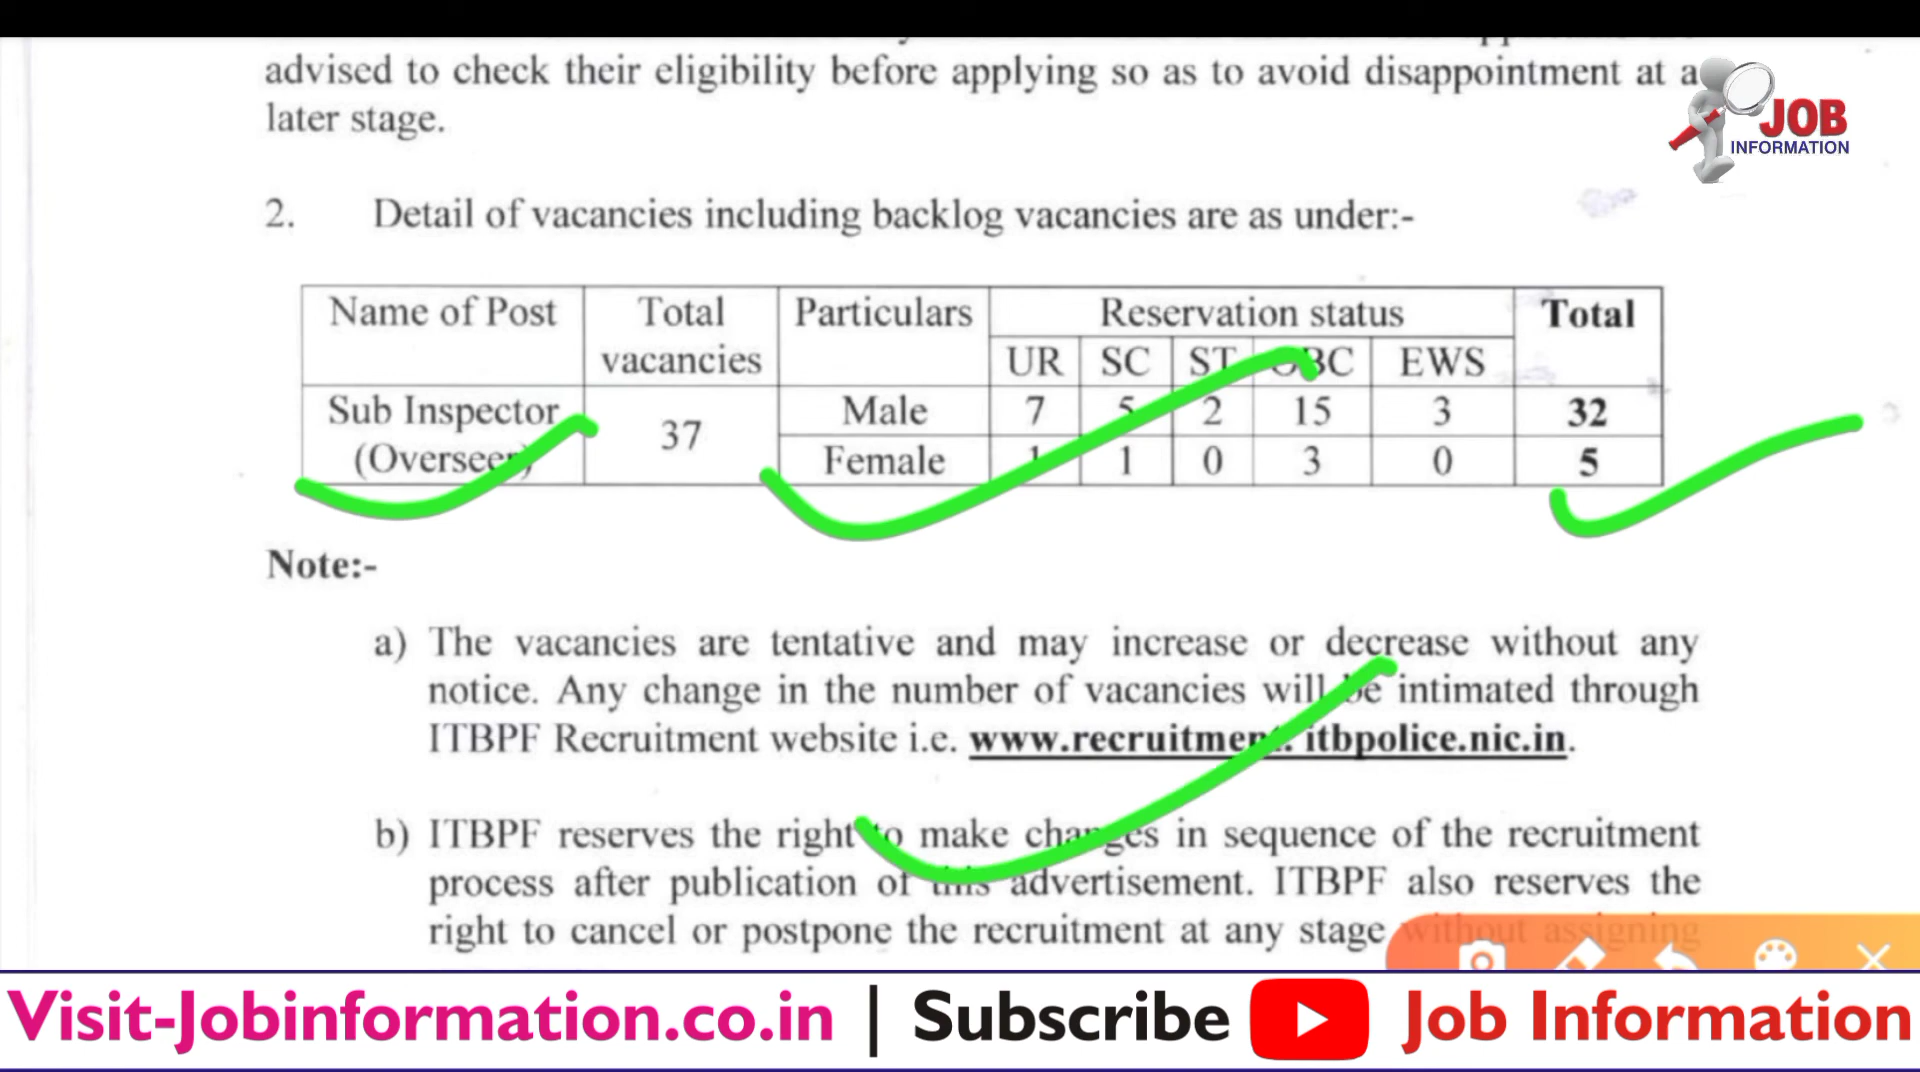 advised to check their eligibility before applying so as to avoid disappointment at a
later stage.
JOB
INFORMATION
2. Detail of vacancies including backlog vacancies are as under:-
Name of Post Total Particulars Reservation status Total
vacancies UR SC ST OBC EWS
Sub Inspector Male 7 5 2 15 3 32
37
(Overseer) Female 1 1 0 3 0 5
Note:-
a) The vacancies are tentative and may increase or decrease without any
notice. Any change in the number of vacancies will be intimated through
ITBPF Recruitment website i.e. www.recruitment.itbpolice.nic.in.
b) ITBPF reserves the right to make changes in sequence of the recruitment
process after publication of this advertisement. ITBPF also reserves the
right to cancel or postpone the recruitment at any stage without assigning
Visit-Jobinformation.co.in | Subscribe Job Information